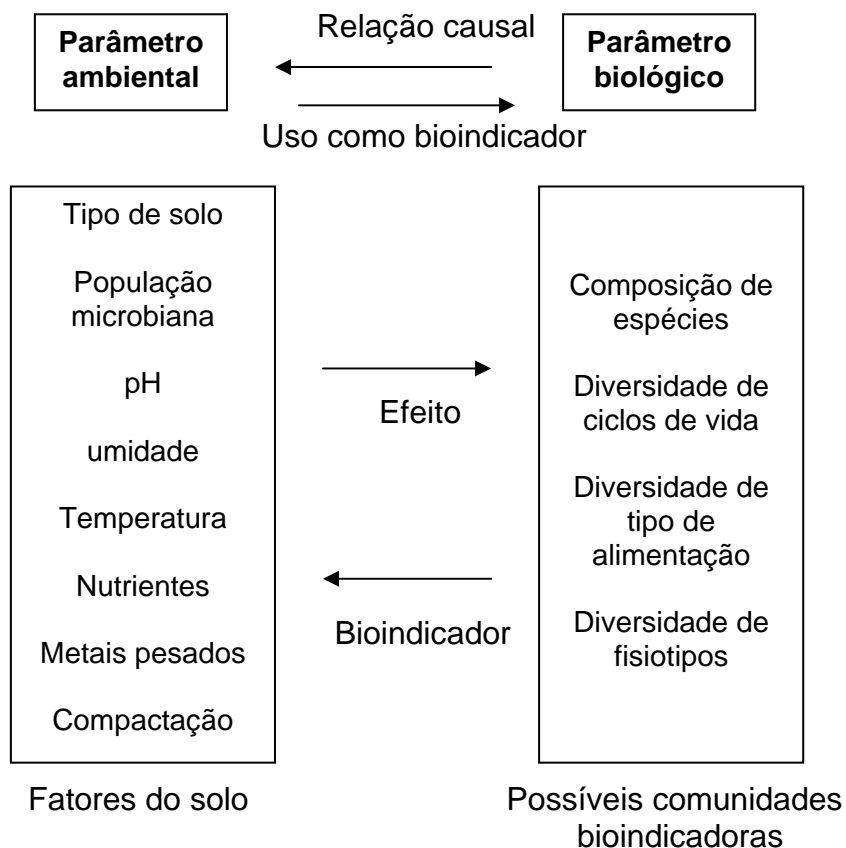 Parâmetro
ambiental
Relação causal
Parâmetro
biológico
Uso como bioindicador
Tipo de solo
População
microbiana
pH
umidade
Temperatura
Nutrientes
Metais pesados
Compactação
Efeito
Bioindicador
Composição de
espécies
Diversidade de
ciclos de vida
Diversidade de
tipo de
alimentação
Diversidade de
fisiotipos
Fatores do solo
Possíveis comunidades
bioindicadoras